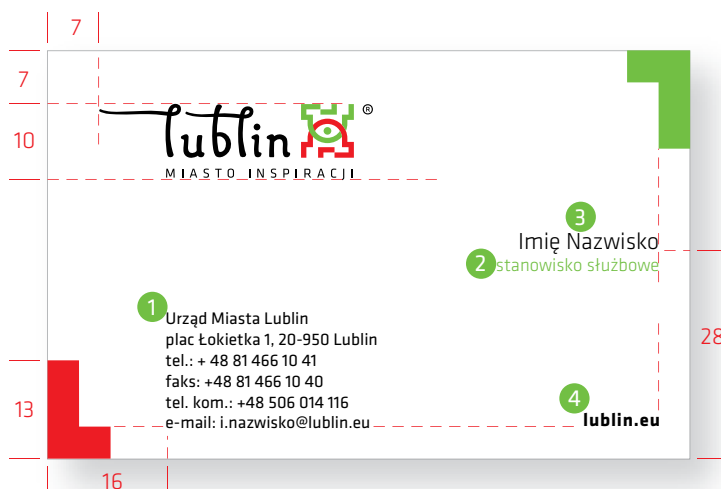 7
7
10
lublin ®
MIASTO INSPIRACJI
3
Imię Nazwisko
2 stanowisko służbowe
1
Urząd Miasta Lublin
plac Łokietka 1, 20-950 Lublin
tel.: + 48 81 466 10 41
faks: +48 81 466 10 40
tel. kom.: +48 506 014 116
e-mail: i.nazwisko@lublin.eu
28
13
4
lublin.eu
16